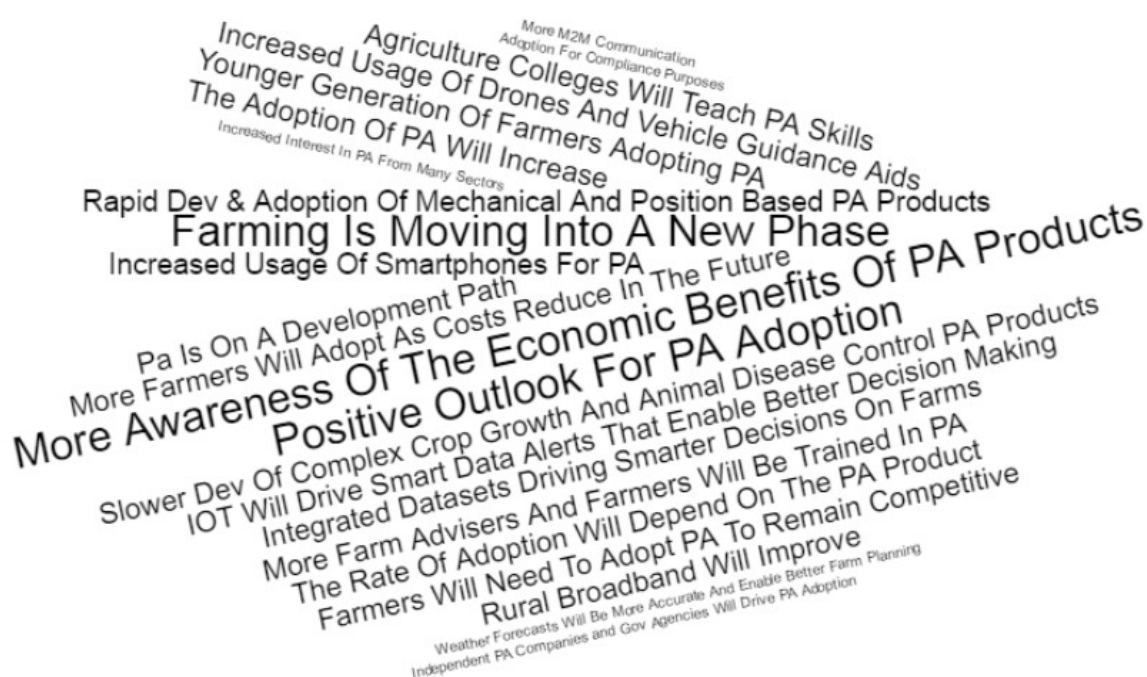 More M2M Communication
Adoption For Compliance Purposes
Agriculture Colleges Will Teach PA Skills
Increased Usage Of Drones And Vehicle Guidance Aids
Younger Generation Of Farmers Adopting PA
The Adoption Of PA Will Increase
Increased Interest In PA From Many Sectors
Rapid Dev & Adoption Of Mechanical And Position Based PA Products
Farming Is Moving Into A New Phase
Increased Usage Of Smartphones For PA
Pa Is On A Development Path
More Farmers Will Adopt As Costs Reduce In The Future
More Awareness Of The Economic Benefits Of PA Products
Positive Outlook For PA Adoption
Slower Dev Of Complex Crop Growth And Animal Disease Control PA Products
IOT Will Drive Smart Data Alerts That Enable Better Decision Making
Integrated Datasets Driving Smarter Decisions On Farms
More Farm Advisers And Farmers Will Be Trained In PA
The Rate Of Adoption Will Depend On The PA Product
Farmers Will Need To Adopt PA To Remain Competitive
Rural Broadband Will Improve
Weather Forecasts Will Be More Accurate And Enable Better Farm Planning
Independent PA Companies and Gov Agencies Will Drive PA Adoption